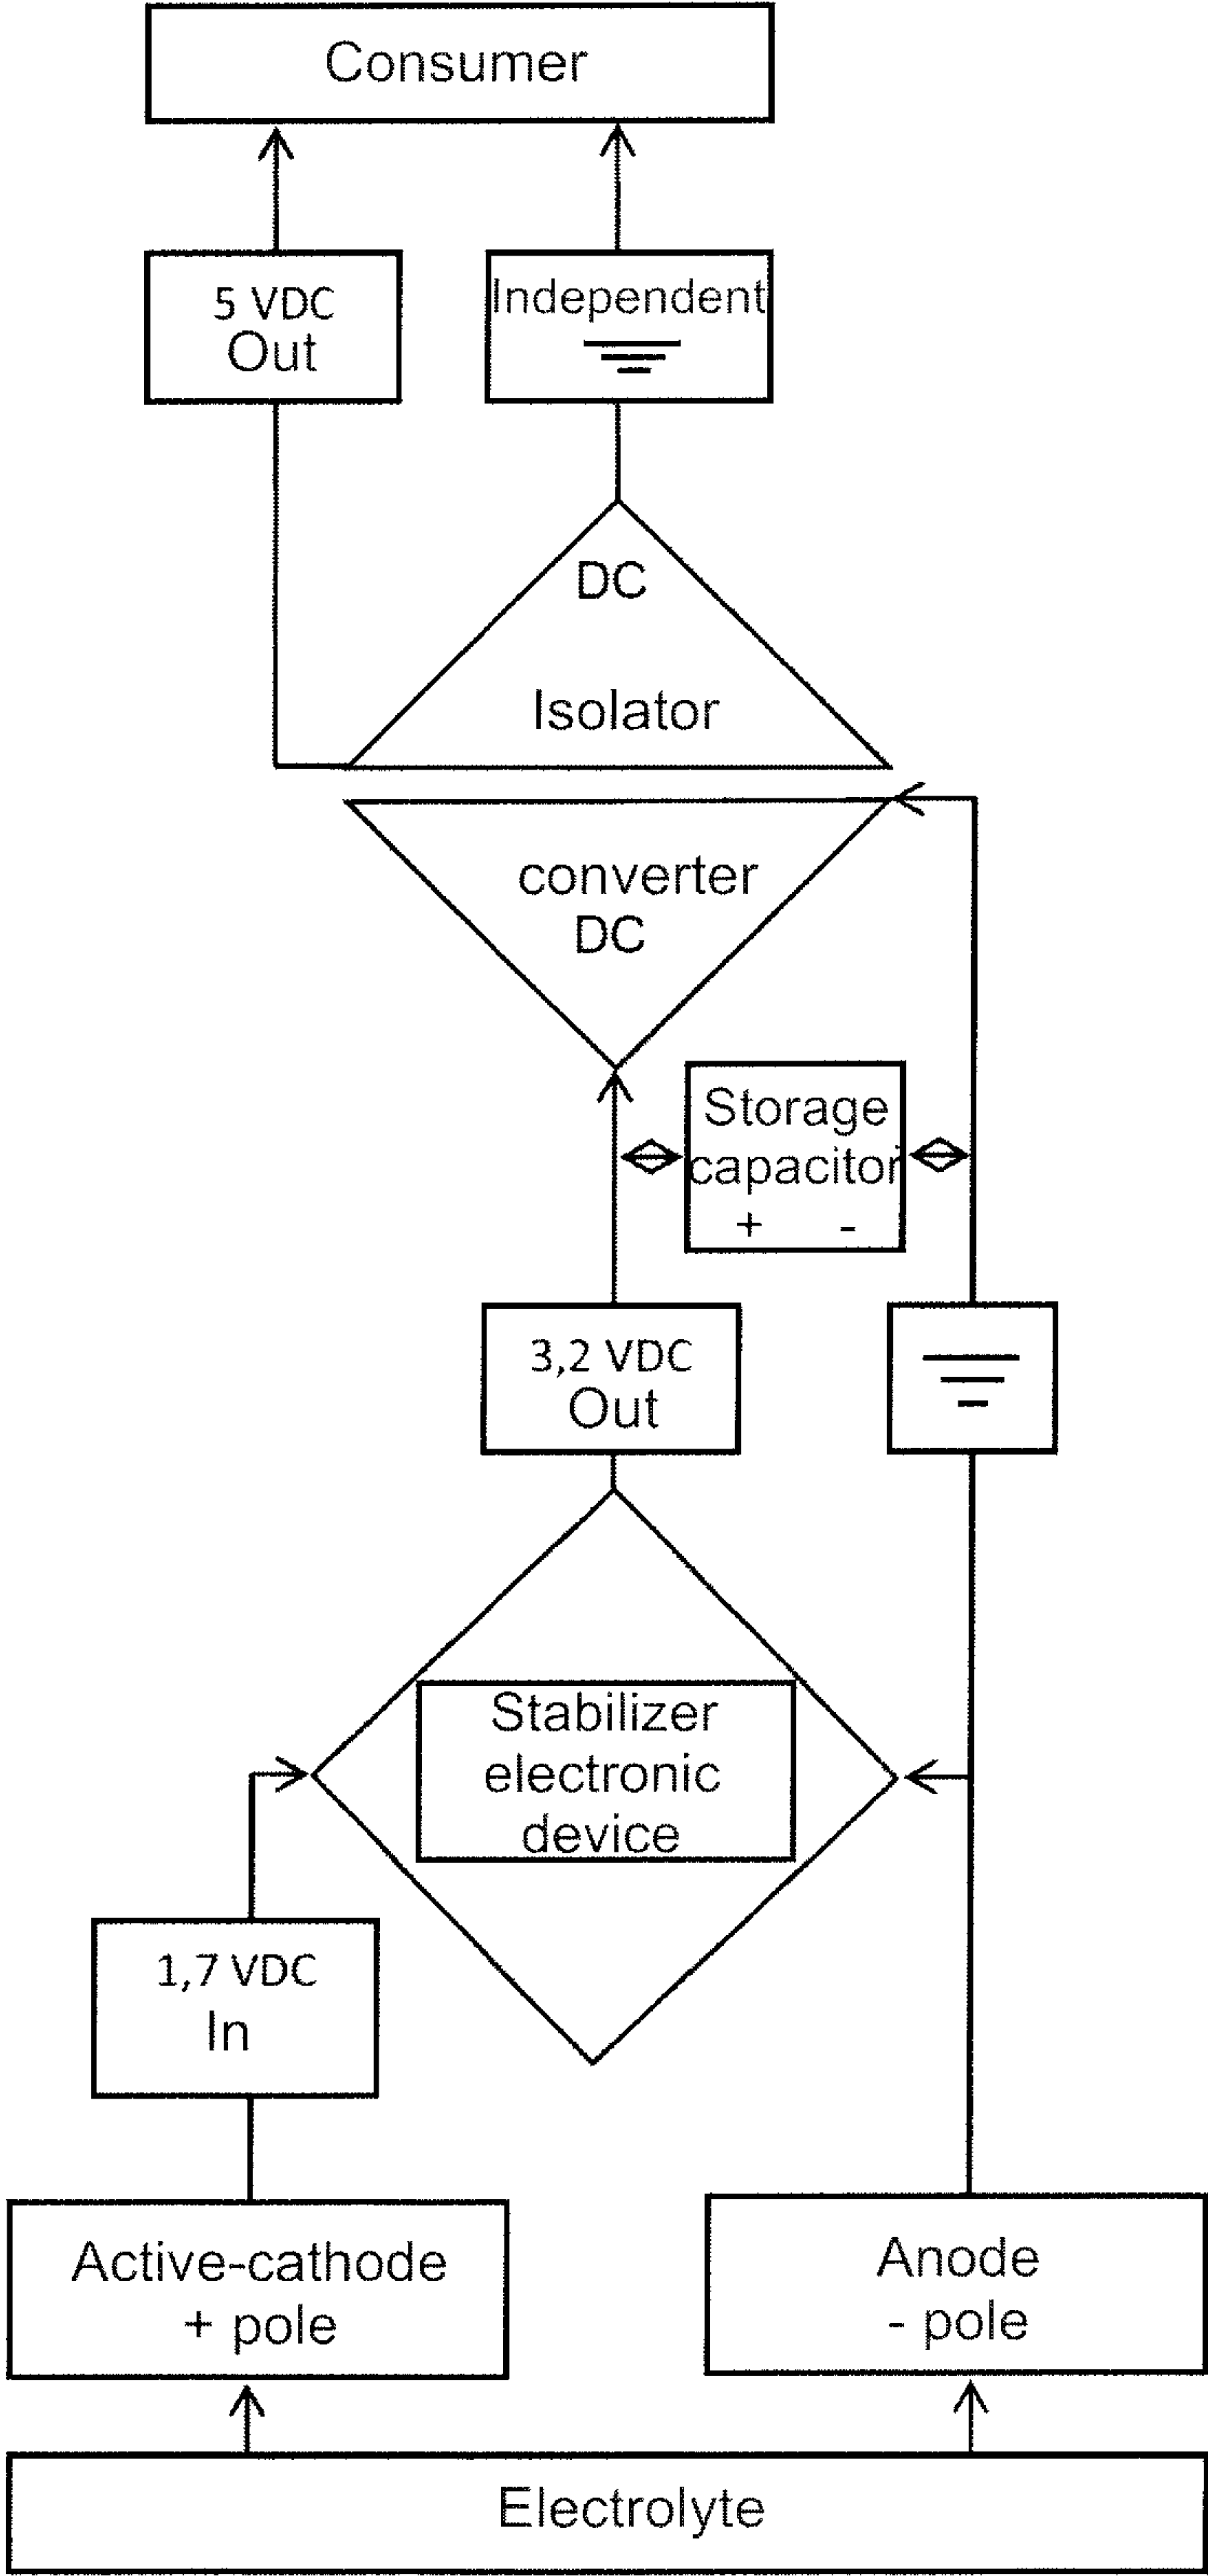 Consumer
5 VDC
Out
Independent
DC
Isolator
converter
DC
Storage
capacitor
+ -
3,2 VDC
Out
Stabilizer
electronic
device
1,7 VDC
In
Active-cathode
+ pole
Anode
- pole
Electrolyte